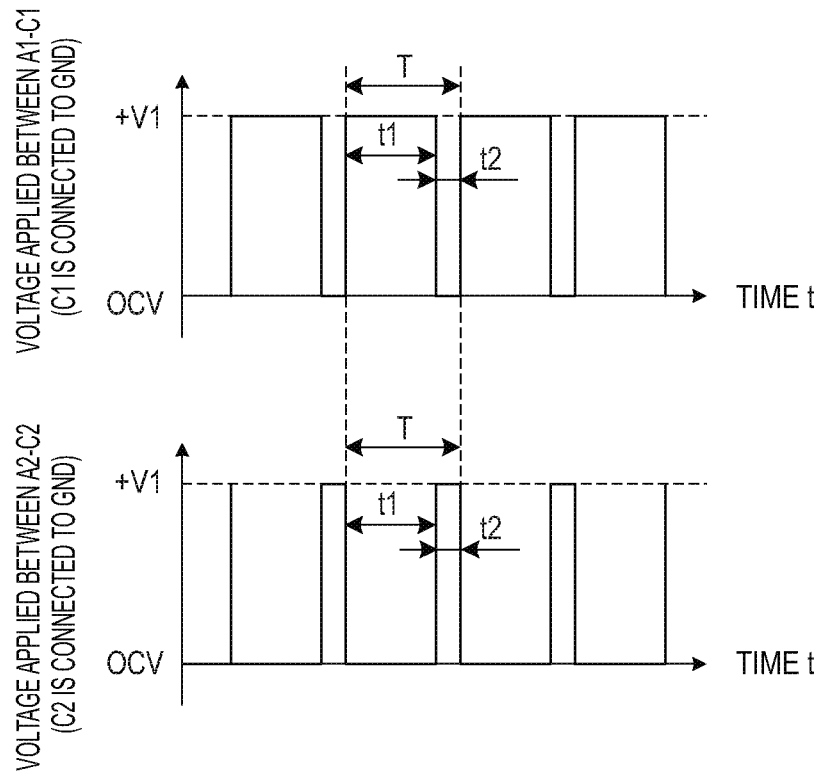 VOLTAGE APPLIED BETWEEN A1-C1
(C1 IS CONNECTED TO GND)
T
+V1
t1
t2
OCV
TIME t
VOLTAGE APPLIED BETWEEN A2-C2
(C2 IS CONNECTED TO GND)
T
+V1
t1
t2
OCV
TIME t